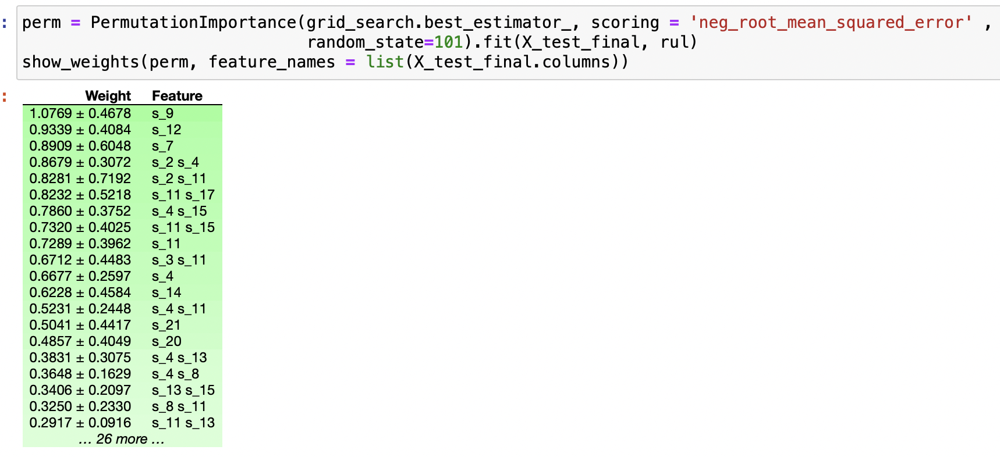 : perm = PermutationImportance(grid_search.best_estimator_, scoring = 'neg_root_mean_squared_error' ,
random_state=101).fit(X_test_final, rul)
show_weights(perm, feature_names = list(X_test_final.columns))
: Weight Feature
1.0769 ± 0.4678 s_9
0.9339 ± 0.4084 s_12
0.8909 ± 0.6048 s_7
0.8679 ± 0.3072 s_2 s_4
0.8281 ± 0.7192 s_2 s_11
0.8232 ± 0.5218 s_11 s_17
0.7860 ± 0.3752 s_4 s_15
0.7320 ± 0.4025 s_11 s_15
0.7289 ± 0.3962 s_11
0.6712 ± 0.4483 s_3 s_11
0.6677 ± 0.2597 s_4
0.6228 ± 0.4584 s_14
0.5231 ± 0.2448 s_4 s_11
0.5041 ± 0.4417 s_21
0.4857 ± 0.4049 s_20
0.3831 ± 0.3075 s_4 s_13
0.3648 ± 0.1629 s_4 s_8
0.3406 ± 0.2097 s_13 s_15
0.3250 ± 0.2330 s_8 s_11
0.2917 ± 0.0916 s_11 s_13
… 26 more …